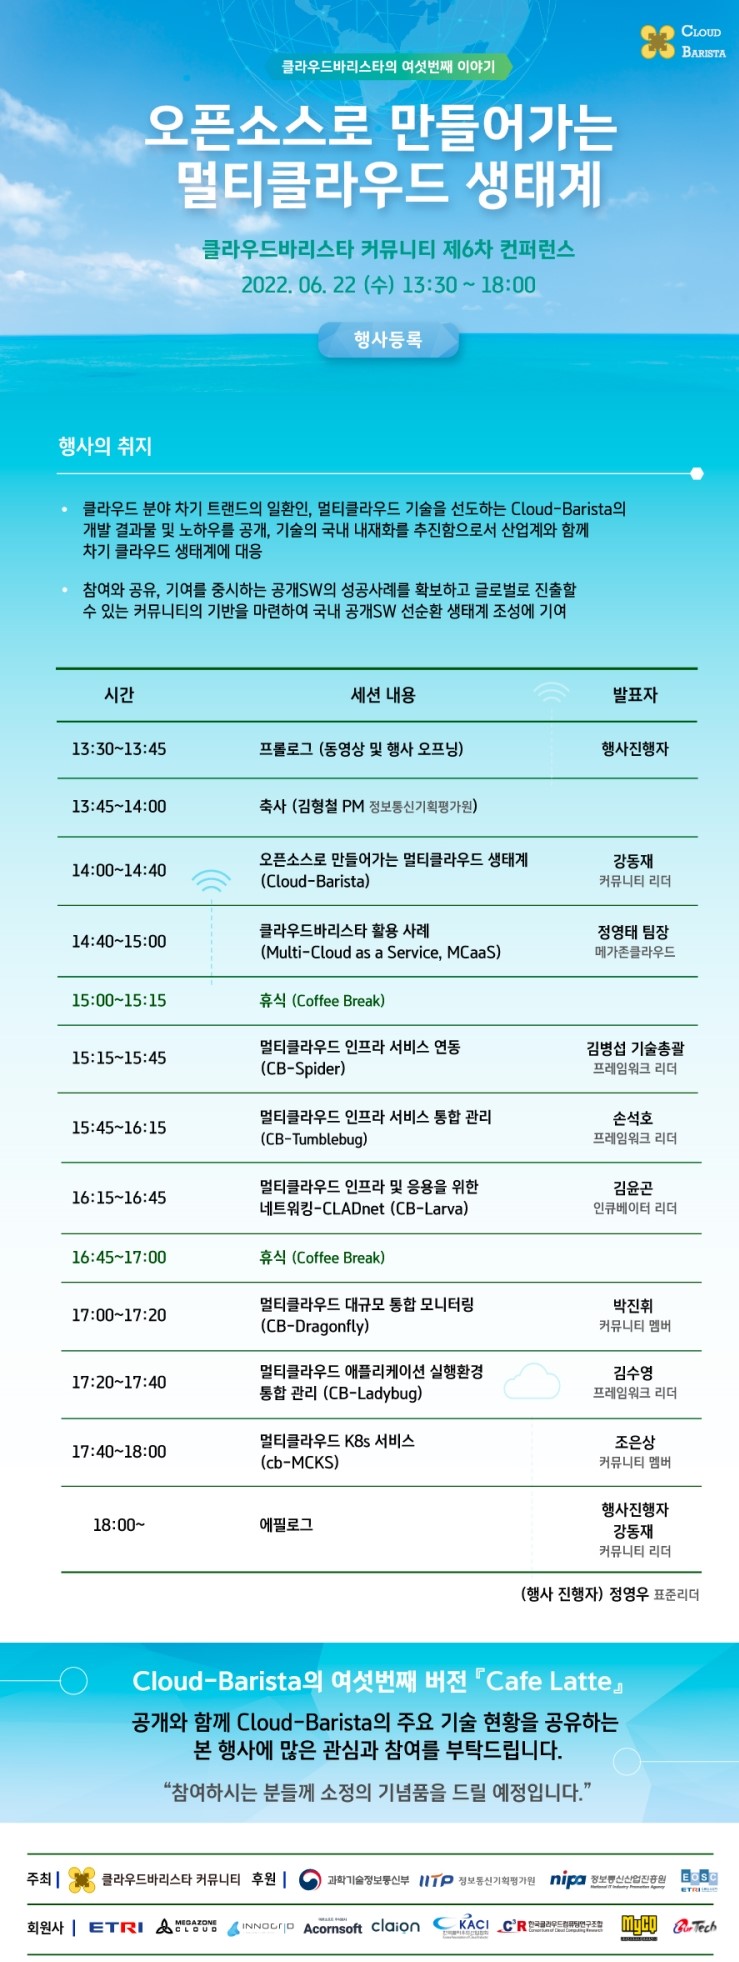 CLOUD
BARISTA
클라우드바리스타의 여섯번째 이야기
오픈소스로 만들어가는
멀티클라우드 생태계
클라우드바리스타 커뮤니티 제6차 컨퍼런스
2022. 06. 22 (수) 13:30 ~ 18:00
행사등록
행사의 취지
• 클라우드 분야 차기 트랜드의 일환인, 멀티클라우드 기술을 선도하는 Cloud-Barista의
개발 결과물 및 노하우를 공개, 기술의 국내 내재화를 추진함으로서 산업계와 함께
차기 클라우드 생태계에 대응
• 참여와 공유, 기여를 중시하는 공개SW의 성공사례를 확보하고 글로벌로 진출할
수 있는 커뮤니티의 기반을 마련하여 국내 공개SW 선순환 생태계 조성에 기여
시간 세션 내용 발표자
13:30~13:45 프롤로그 (동영상 및 행사 오프닝) 행사진행자
13:45~14:00 축사 (김형철 PM 정보통신기획평가원)
14:00~14:40 오픈소스로 만들어가는 멀티클라우드 생태계 강동재
(Cloud-Barista) 커뮤니티 리더
14:40~15:00 클라우드바리스타 활용 사례 정영태 팀장
(Multi-Cloud as a Service, MCaaS) 메가존클라우드
15:00~15:15 휴식 (Coffee Break)
15:15~15:45 멀티클라우드 인프라 서비스 연동 김병섭 기술총괄
(CB-Spider) 프레임워크 리더
15:45~16:15 멀티클라우드 인프라 서비스 통합 관리 손석호
(CB-Tumblebug) 프레임워크 리더
16:15~16:45 멀티클라우드 인프라 및 응용을 위한 김윤곤
네트워킹-CLADnet (CB-Larva) 인큐베이터 리더
16:45~17:00 휴식 (Coffee Break)
17:00~17:20 멀티클라우드 대규모 통합 모니터링 박진휘
(CB-Dragonfly) 커뮤니티 멤버
17:20~17:40 멀티클라우드 애플리케이션 실행환경 김수영
통합 관리 (CB-Ladybug) 프레임워크 리더
17:40~18:00 멀티클라우드 K8s 서비스 조은상
(cb-MCKS) 커뮤니티 멤버
18:00~ 에필로그 행사진행자
강동재
커뮤니티 리더
(행사 진행자) 정영우 표준리더
Cloud-Barista의 여섯번째 버전 『Cafe Latte』
공개와 함께 Cloud-Barista의 주요 기술 현황을 공유하는
본 행사에 많은 관심과 참여를 부탁드립니다.
“참여하시는 분들께 소정의 기념품을 드릴 예정입니다.”
주최 | 클라우드바리스타 커뮤니티 후원 | 과학기술정보통신부 IITP 정보통신기획평가원 nipa 정보통신산업진흥원 EOSC
National IT Industry Promotion Agency ETRI
회원사 | ETRI MEGAZONE CLOUD INNOGRID Acornsoft claion KACI C3R 한국클라우드컴퓨팅연구조합 MyCQ GurTech